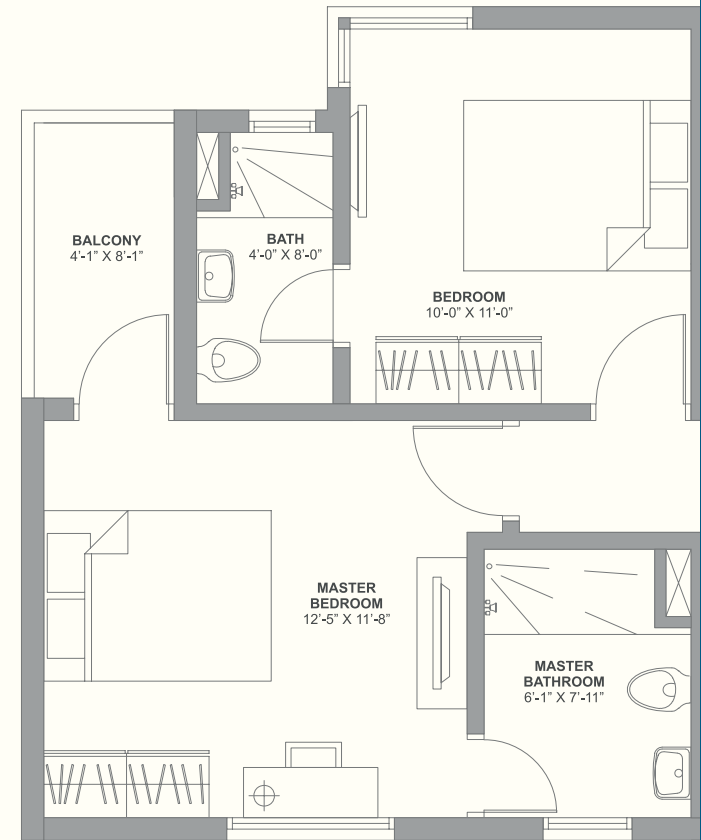 BALCONY
4'-1” X 8'-1”
BATH
4'-0” X 8'-0”
BEDROOM
10'-0” X 11'-0”
MASTER
BEDROOM
12'-5” X 11'-8”
MASTER
BATHROOM
6'-1” X 7'-11”